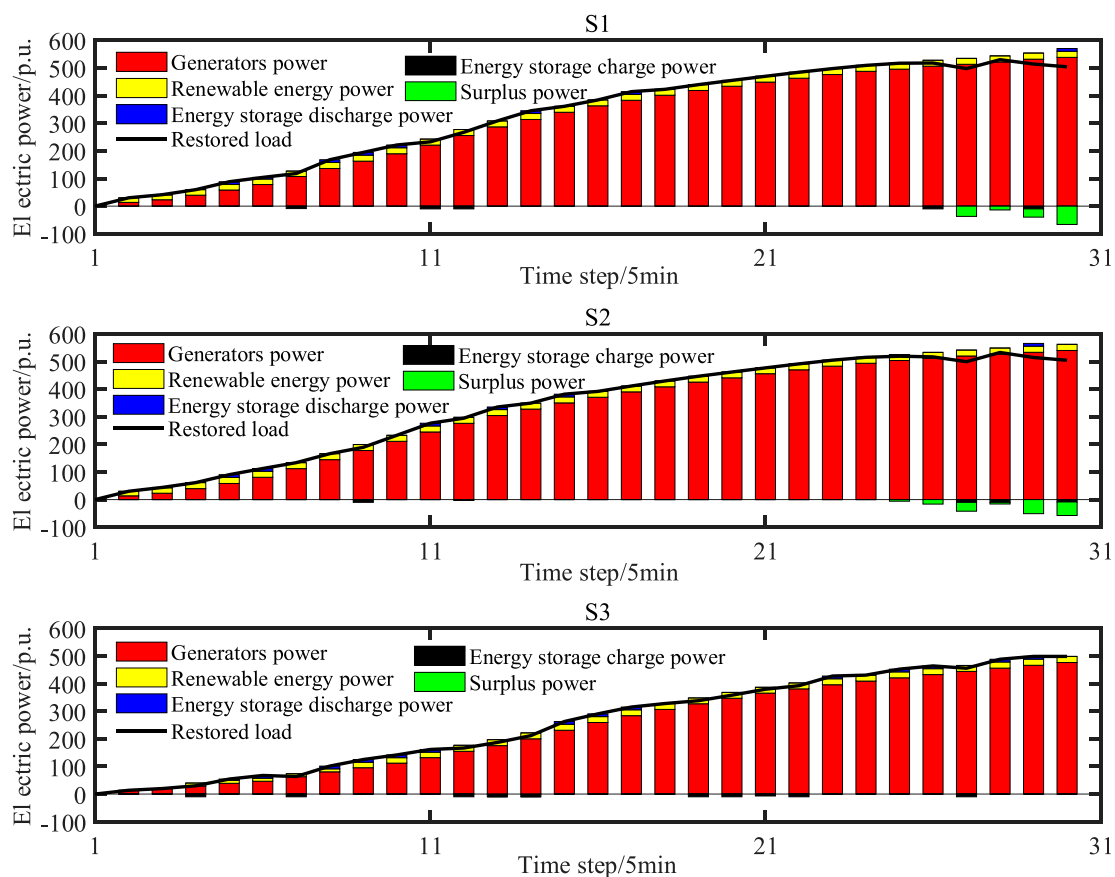 S1
El ectric power/p.u.
600
500
400
300
200
100
0
-100
Generators power
Renewable energy power
Energy storage discharge power
Restored load
Energy storage charge power
Surplus power
1
11
21
31
Time step/5min
S2
El ectric power/p.u.
600
500
400
300
200
100
0
-100
Generators power
Renewable energy power
Energy storage discharge power
Restored load
Energy storage charge power
Surplus power
1
11
21
31
Time step/5min
S3
El ectric power/p.u.
600
500
400
300
200
100
0
-100
Generators power
Renewable energy power
Energy storage discharge power
Restored load
Energy storage charge power
Surplus power
1
11
21
31
Time step/5min